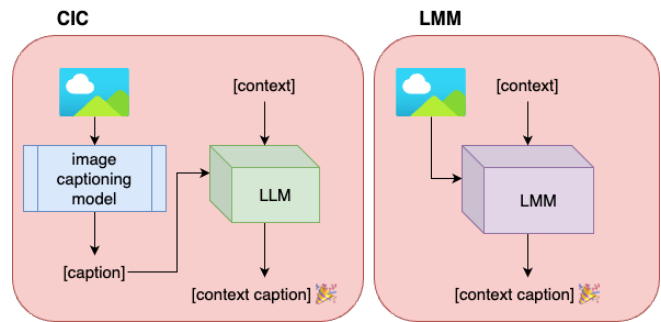 CIC
[context]
image
captioning
model
LLM
[caption]
[context caption]
LMM
[context]
LMM
[context caption]